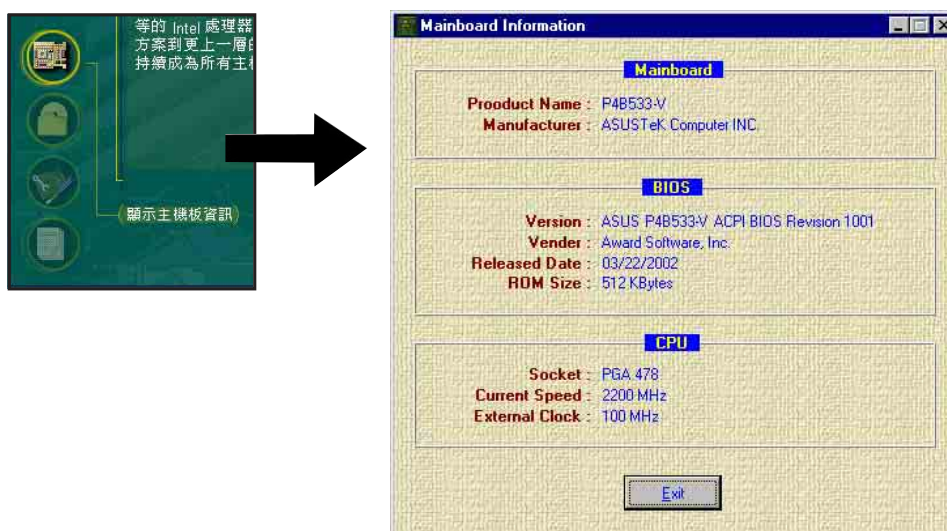 等的 Intel 處理器
方案到更上一層
持續成為所有主
顯示主機板資訊
Mainboard Information
Mainboard
Prooduct Name : P4B533-V
Manufacturer : ASUSTeK Computer INC.
BIOS
Version : ASUS P4B533-V ACPI BIOS Revision 1001
Vender : Award Software, Inc.
Released Date : 03/22/2002
ROM Size : 512 KBytes
CPU
Socket : PGA 478
Current Speed : 2200 MHz
External Clock : 100 MHz
Exit